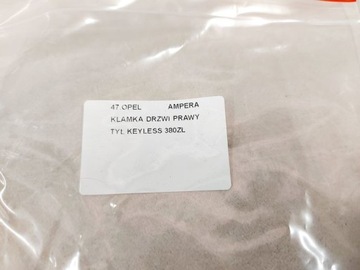 47.OPEL AMPERA
KLAMKA DRZWI PRAWY
TYŁ KEYLESS 380ZŁ